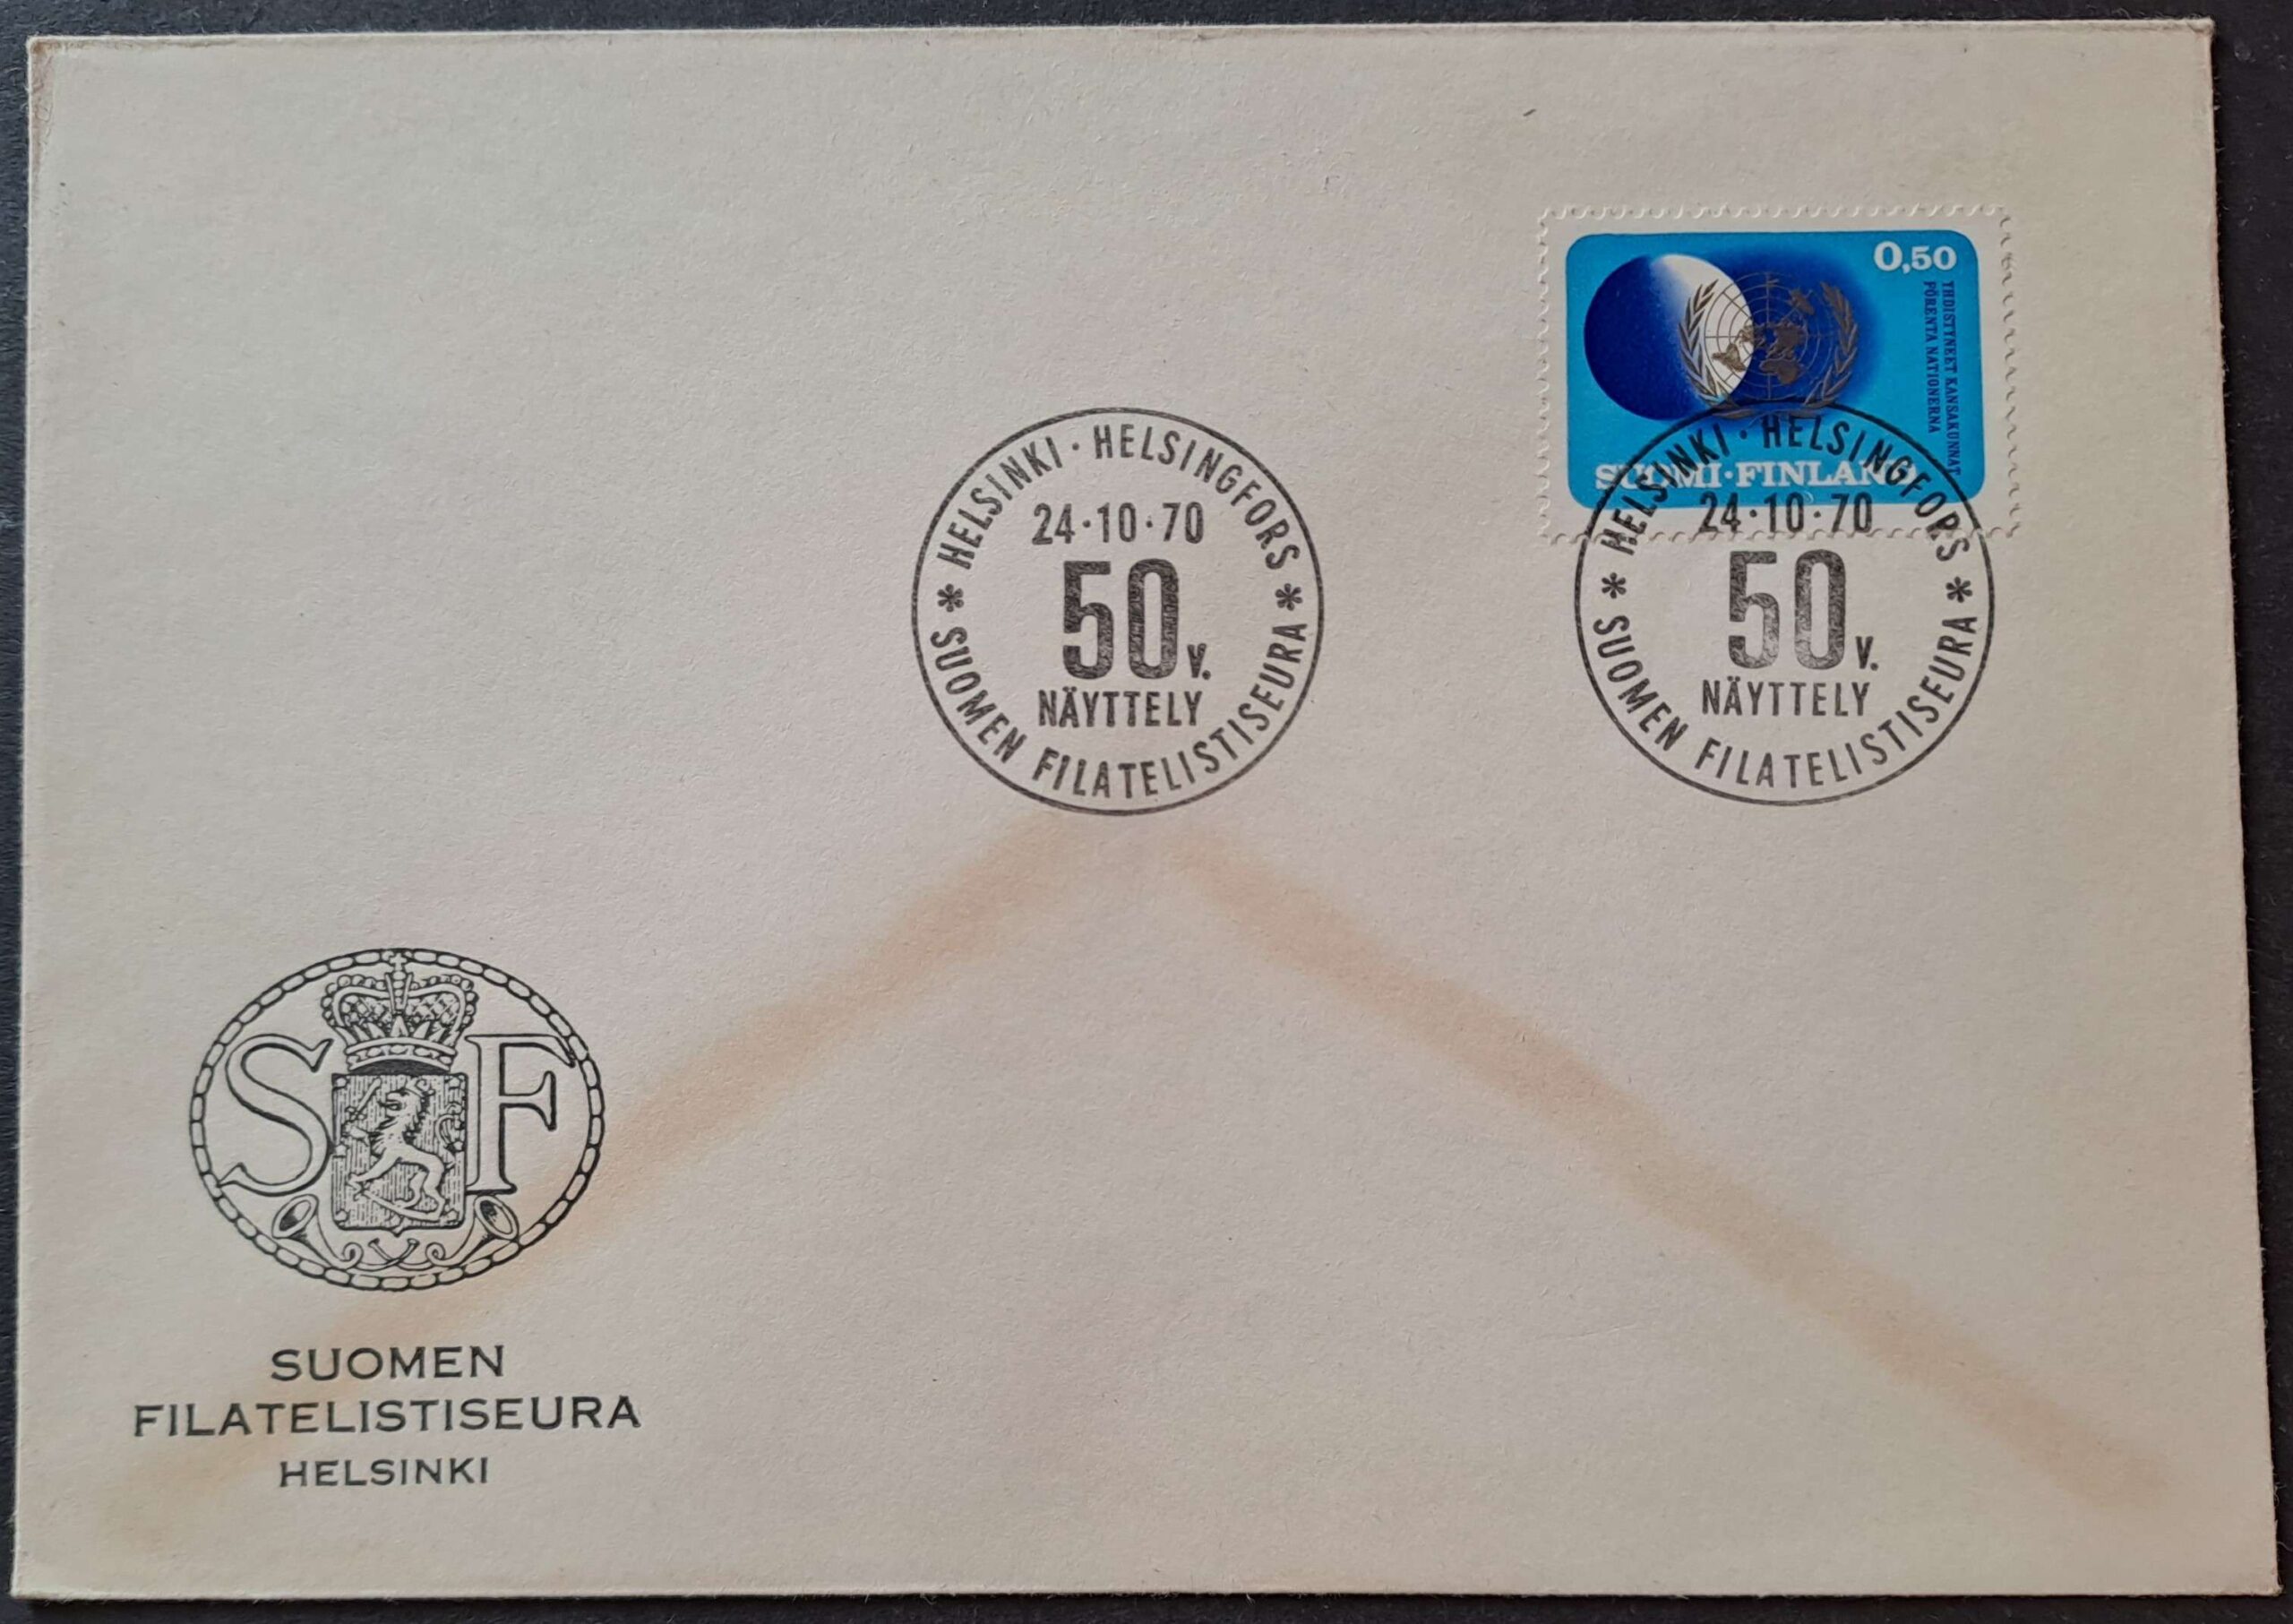 0,50
YHDISTYNEET KANSAKUNNAT
FÖRENTA NATIONERNA
SUOMI·FINLAND
* HELSINKI · HELSINGFORS *
24·10·70
50 V.
NÄYTTELY
SUOMEN FILATELISTISEURA
* HELSINKI · HELSINGFORS *
24·10·70
50 V.
NÄYTTELY
SUOMEN FILATELISTISEURA
S F
SUOMEN
FILATELISTISEURA
HELSINKI